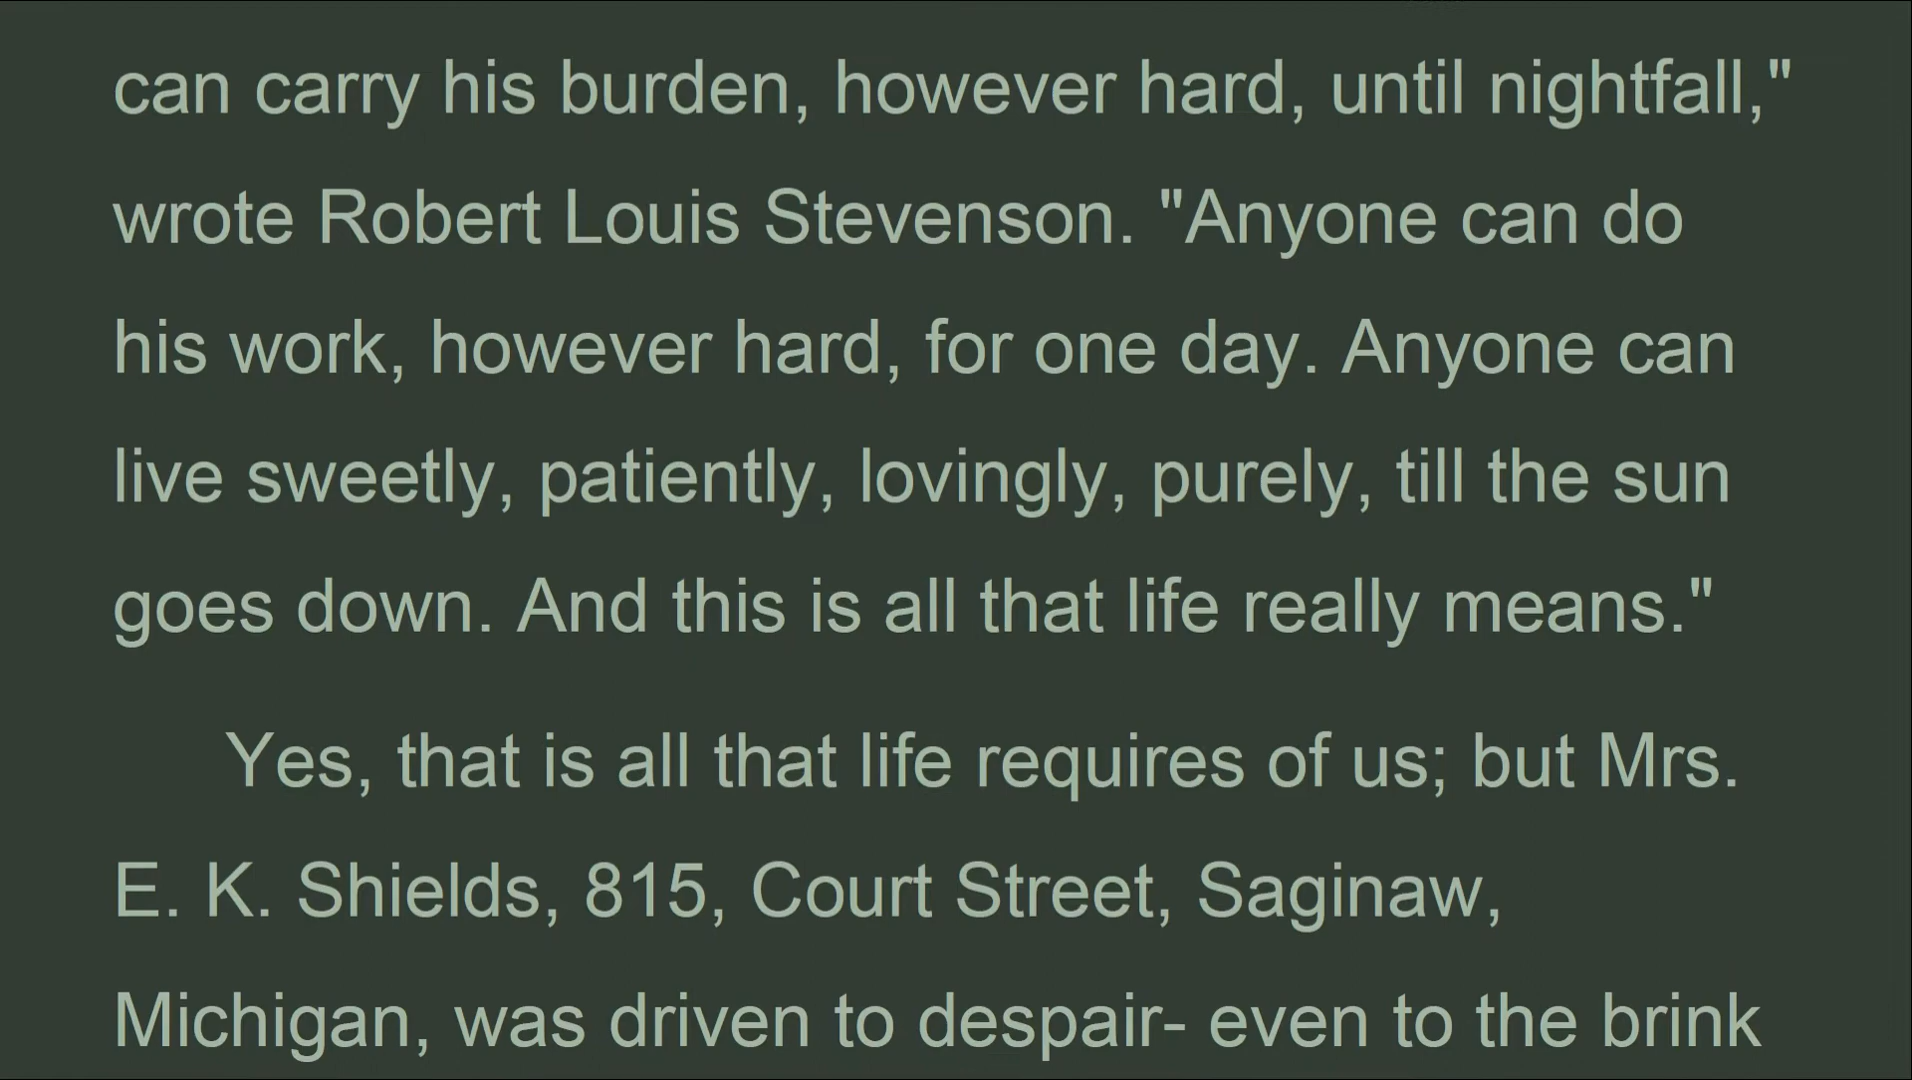 can carry his burden, however hard, until nightfall,"
wrote Robert Louis Stevenson. "Anyone can do
his work, however hard, for one day. Anyone can
live sweetly, patiently, lovingly, purely, till the sun
goes down. And this is all that life really means."
Yes, that is all that life requires of us; but Mrs.
E. K. Shields, 815, Court Street, Saginaw,
Michigan, was driven to despair- even to the brink